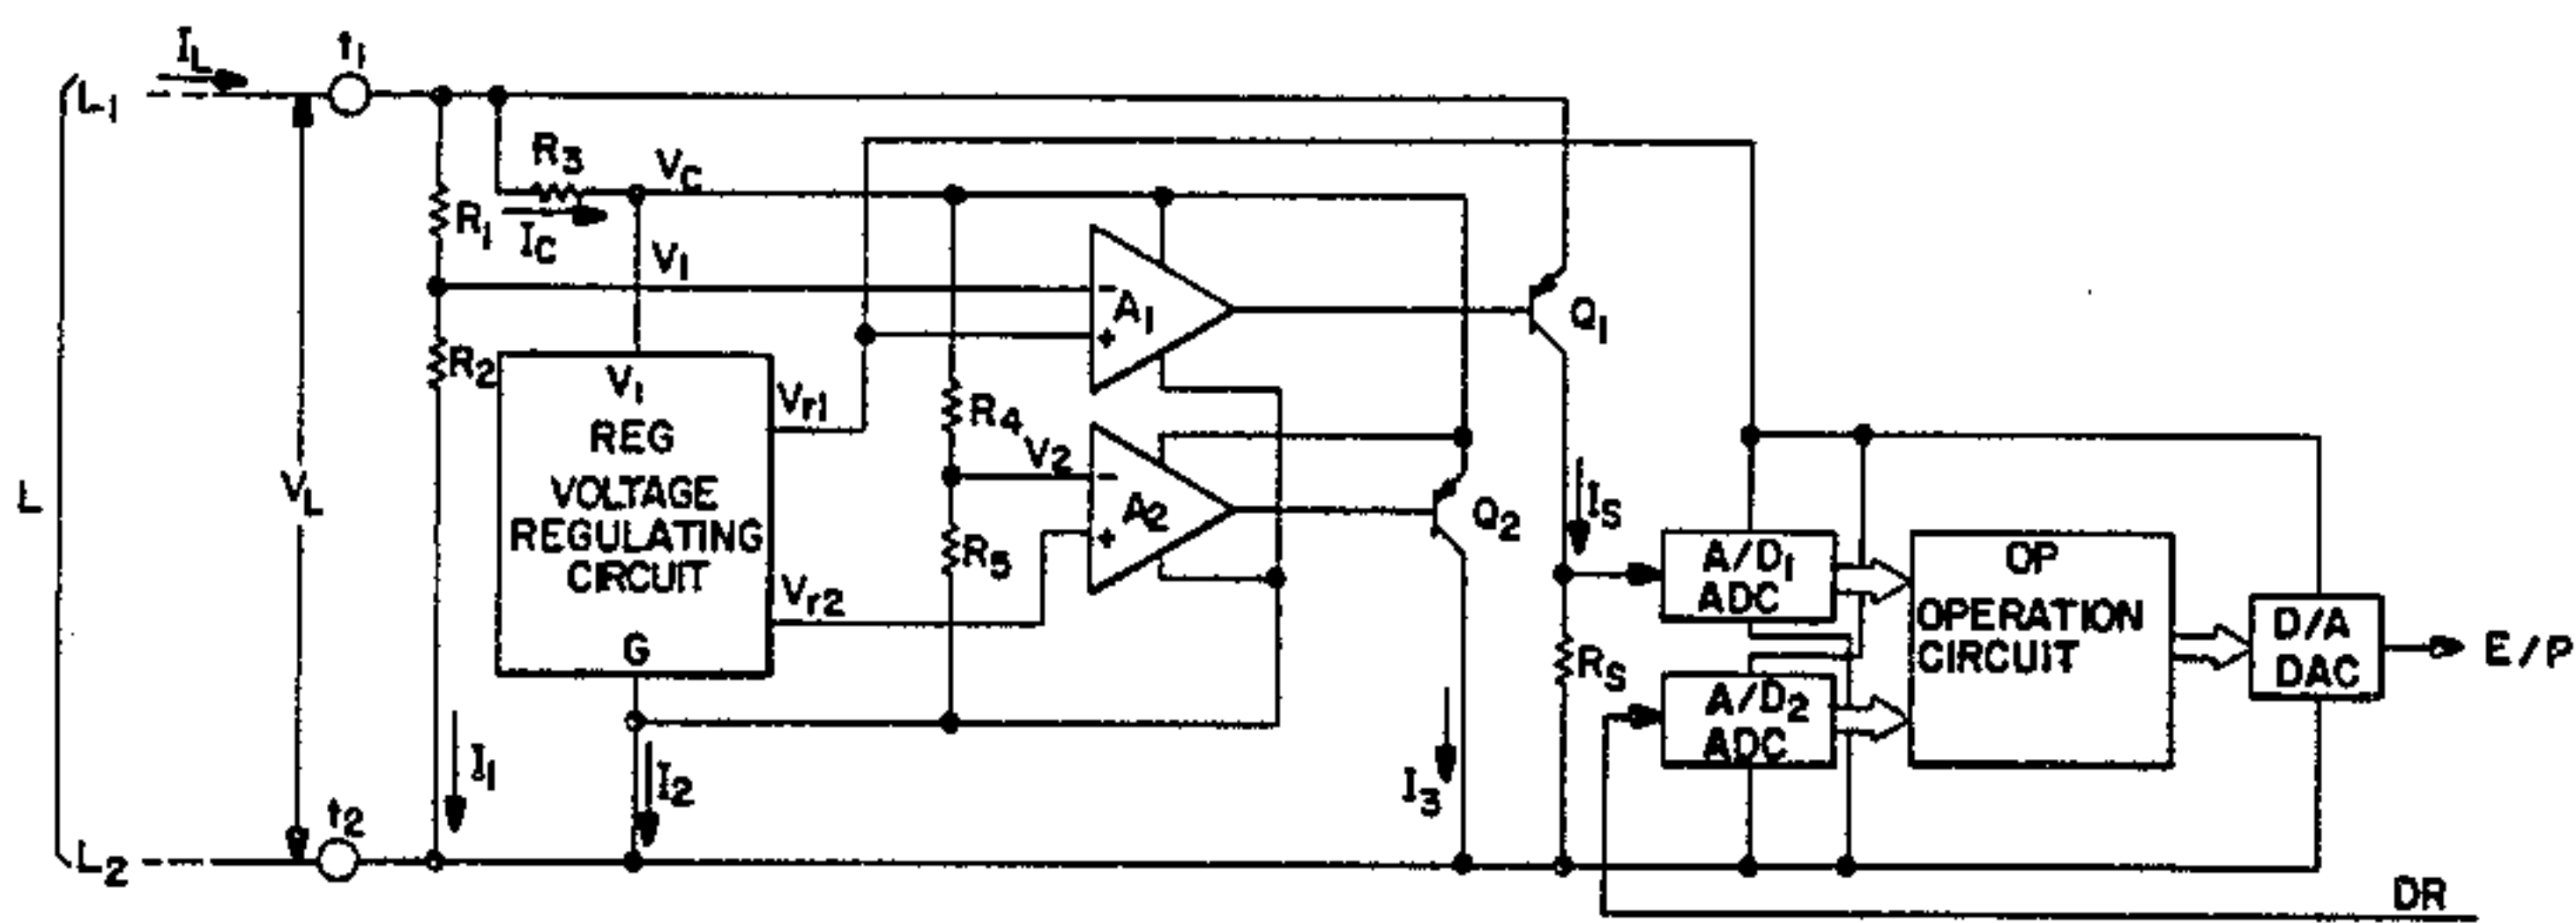 IL
t1
L1
R3
VC
R1
IC
V1
-
A1
+
Q1
R2
V1
REG
VOLTAGE
REGULATING
CIRCUIT
G
Vr1
Vr2
R4
V2
-
A2
+
R5
Q2
IS
L
VL
A/D1
ADC
OP
OPERATION
CIRCUIT
D/A
DAC
E/P
RS
A/D2
ADC
I1
I2
I3
t2
L2
DR